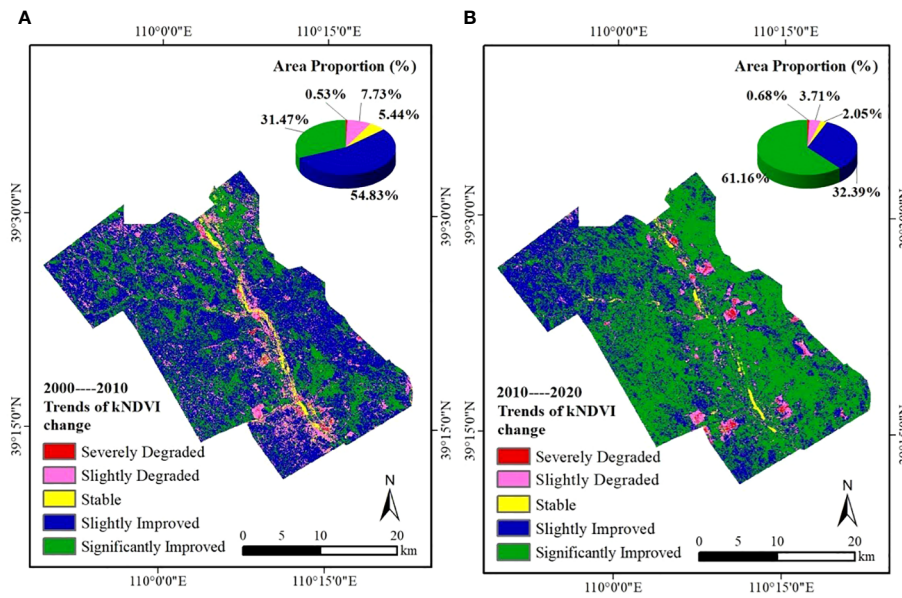 A
110°0'0"E
110°15'0"E
Area Proportion (%)
0.53%
7.73%
5.44%
31.47%
54.83%
39°30'0"N
39°30'0"N
39°15'0"N
39°15'0"N
2000----2010
Trends of kNDVI
change
Severely Degraded
Slightly Degraded
Stable
Slightly Improved
Significantly Improved
N
0 5 10 20
km
110°0'0"E
110°15'0"E
B
110°0'0"E
110°15'0"E
Area Proportion (%)
0.68%
3.71%
2.05%
61.16%
32.39%
2010----2020
Trends of kNDVI
change
Severely Degraded
Slightly Degraded
Stable
Slightly Improved
Significantly Improved
N
0 5 10 20
km
110°0'0"E
110°15'0"E